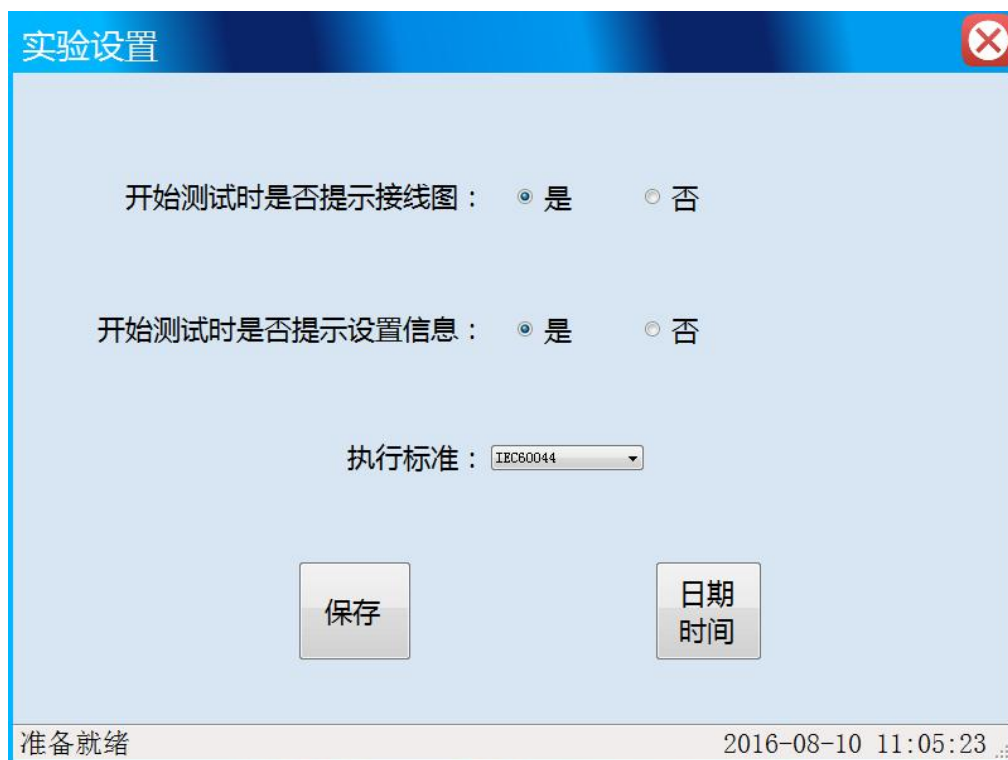 实验设置
开始测试时是否提示接线图： 是 否
开始测试时是否提示设置信息： 是 否
执行标准： IEC60044
保存
日期
时间
准备就绪 2016-08-10 11:05:23